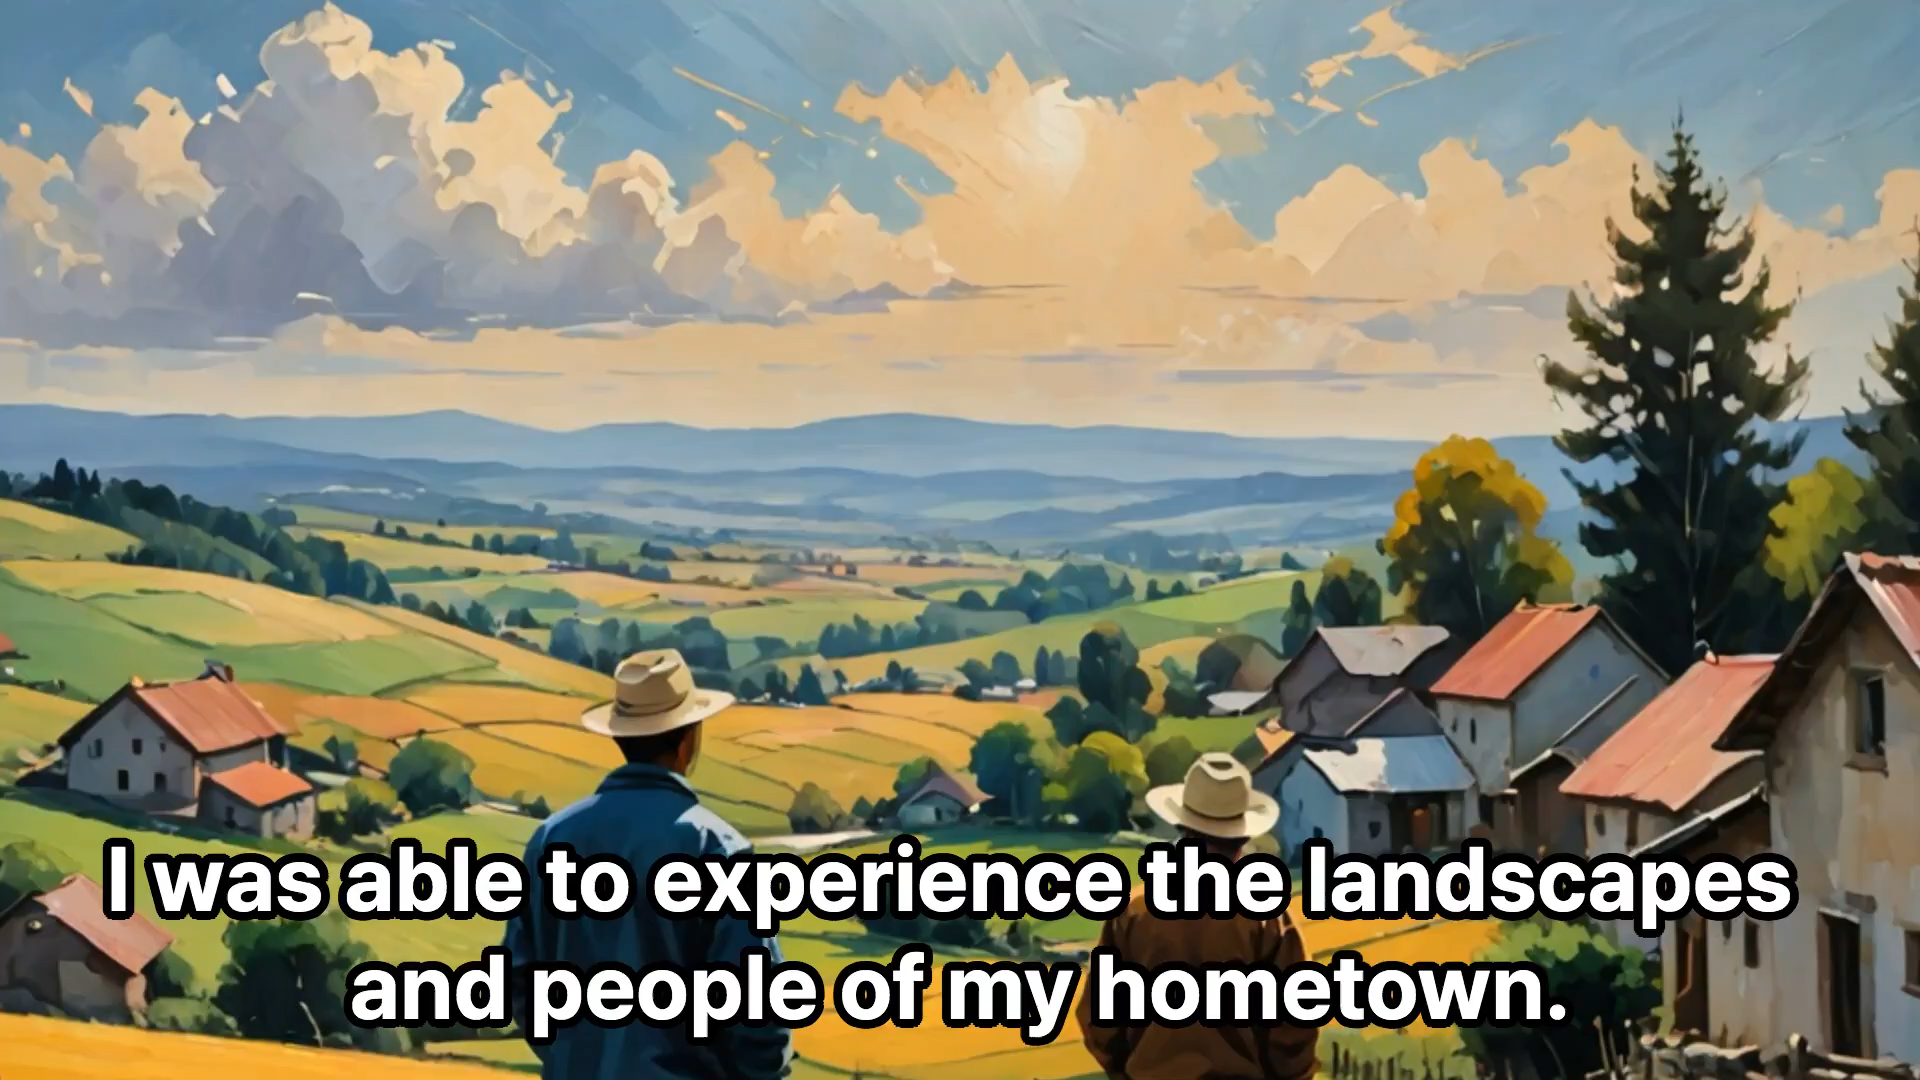 I was able to experience the landscapes
and people of my hometown.